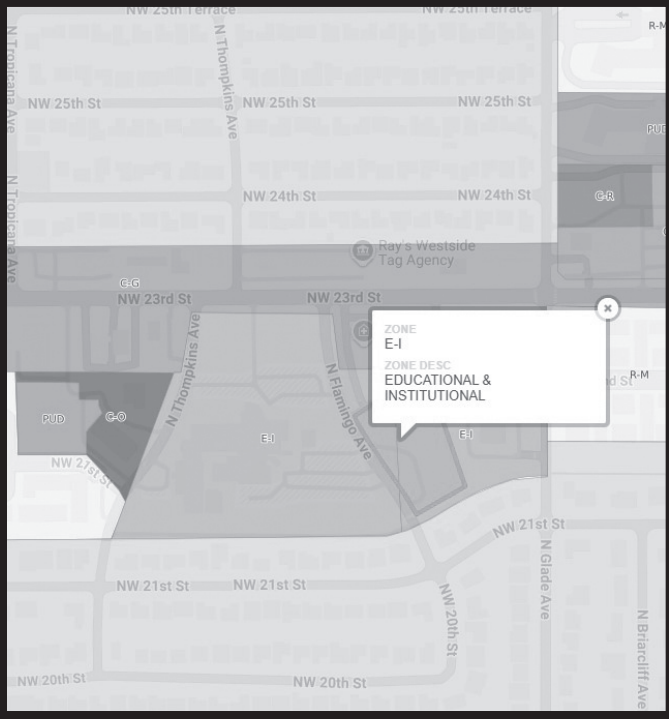 NW 25th Terrace
NW 25th Terrace
R-M
N Tropicana Ave
N Thompkins Ave
NW 25th St
NW 25th St
NW 25th St
PUD
N Tropicana Ave
NW 24th St
NW 24th St
C-R
Ray's Westside
Tag Agency
C-G
NW 23rd St
NW 23rd St
ZONE
E-I
ZONE DESC
EDUCATIONAL &
INSTITUTIONAL
nd St
R-M
N Thompkins Ave
N Flamingo Ave
PUD
C-O
E-I
E-I
NW 21st St
NW 21st St
NW 21st St
NW 21st St
N Glade Ave
NW 20th St
N Briarcliff Ave
NW 20th St
NW 20th St